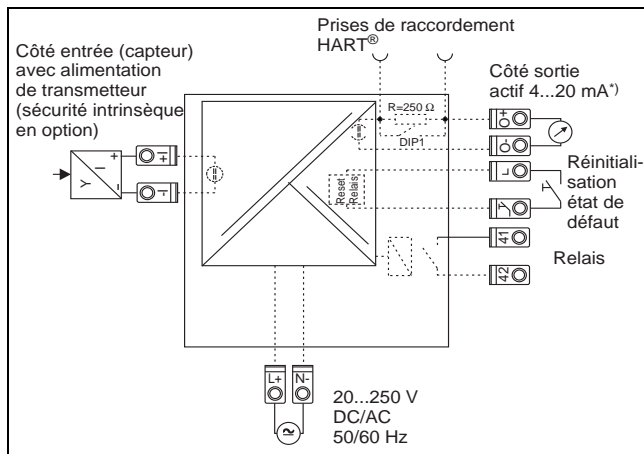 Prises de raccordement
HART®
Côté entrée (capteur)
avec alimentation
de transmetteur
(sécurité intrinsèque
en option)
Côté sortie
actif 4...20 mA*)
R=250 Ω
DIP1
O+
O-
I+
I-
Y
I
+
-
Reset
Relais
L
Réinitiali-
sation
état de
défaut
41
42
Relais
L+
N-
20...250 V
DC/AC
50/60 Hz